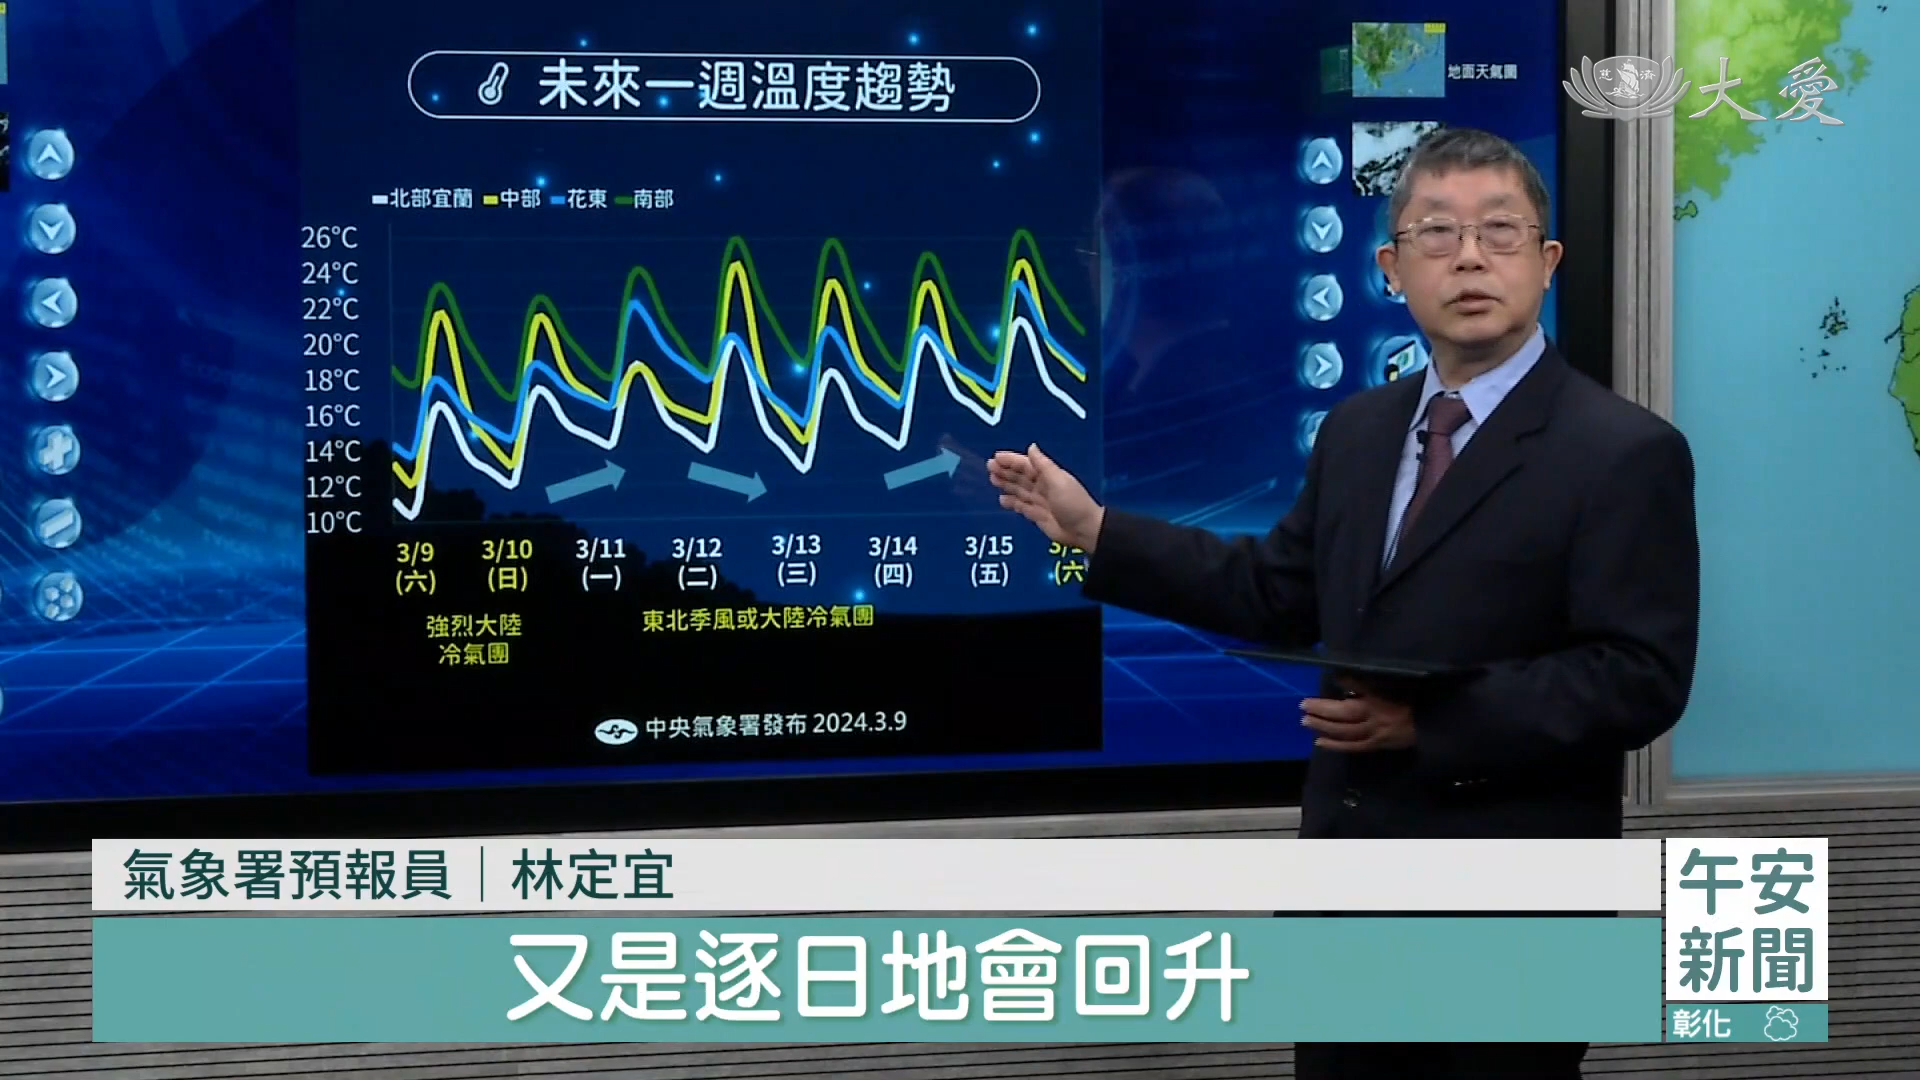 未來一週溫度趨勢
地面天氣圖
慈濟
大愛
北部宜蘭 中部 花東 南部
26°C
24°C
22°C
20°C
18°C
16°C
14°C
12°C
10°C
3/9 3/10 3/11 3/12 3/13 3/14 3/15
(六) (日) (一) (二) (三) (四) (五) (六
強烈大陸
冷氣團
東北季風或大陸冷氣團
中央氣象署發布 2024.3.9
氣象署預報員｜林定宜
又是逐日地會回升
午安
新聞
彰化